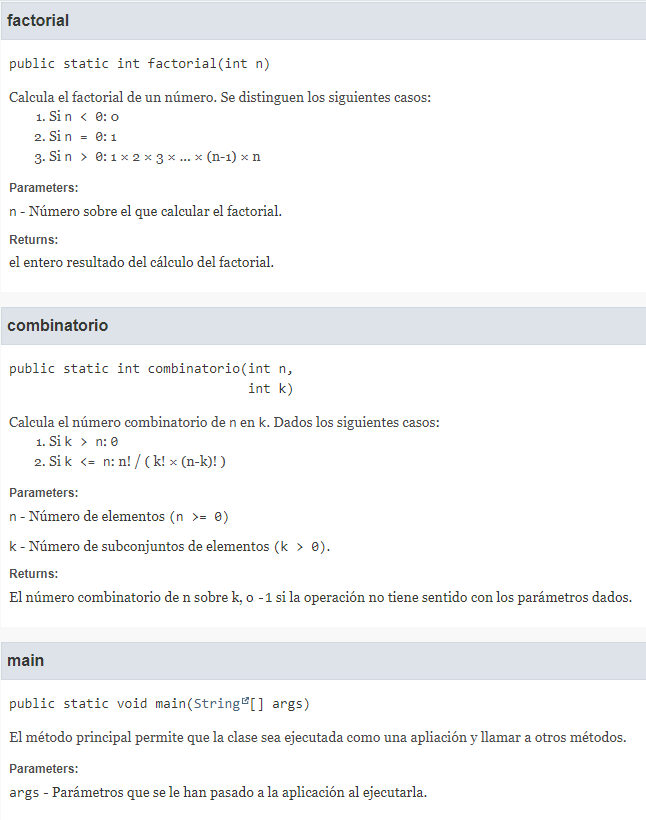 factorial
public static int factorial(int n)
Calcula el factorial de un número. Se distinguen los siguientes casos:
1. Si n < 0: 0
2. Si n = 0: 1
3. Si n > 0: 1 × 2 × 3 × ... × (n-1) × n
Parameters:
n - Número sobre el que calcular el factorial.
Returns:
el entero resultado del cálculo del factorial.
combinatorio
public static int combinatorio(int n,
int k)
Calcula el número combinatorio de n en k. Dados los siguientes casos:
1. Si k > n: 0
2. Si k <= n: n! / ( k! × (n-k)! )
Parameters:
n - Número de elementos (n >= 0)
k - Número de subconjuntos de elementos (k > 0).
Returns:
El número combinatorio de n sobre k, o -1 si la operación no tiene sentido con los parámetros dados.
main
public static void main(String[] args)
El método principal permite que la clase sea ejecutada como una apliación y llamar a otros métodos.
Parameters:
args - Parámetros que se le han pasado a la aplicación al ejecutarla.